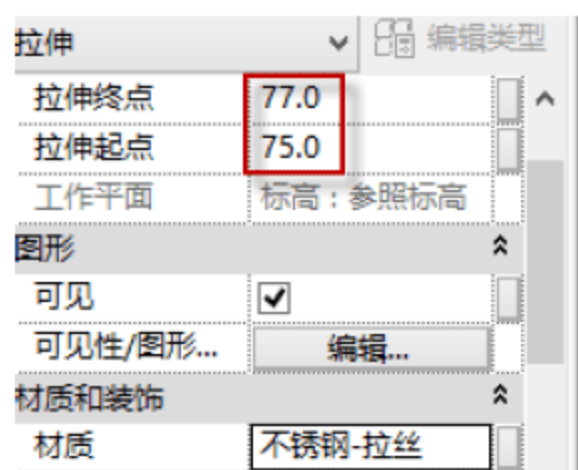 拉伸 编辑类型
拉伸终点 77.0
拉伸起点 75.0
工作平面 标高：参照标高
图形
可见
可见性/图形... 编辑...
材质和装饰
材质 不锈钢-拉丝